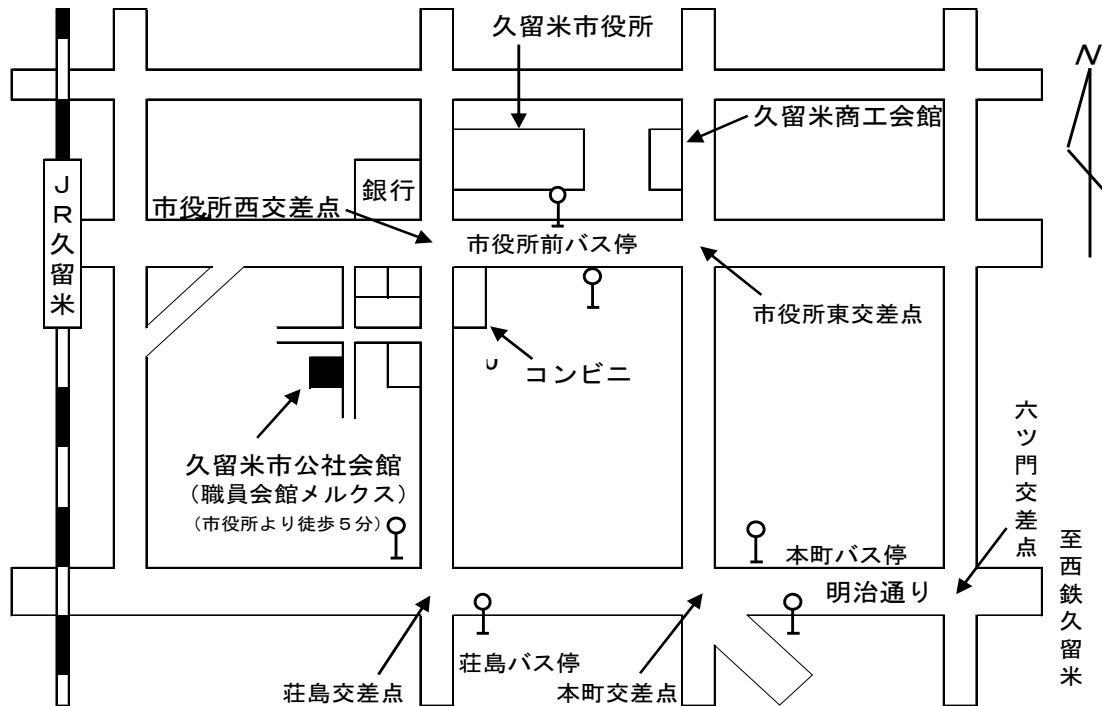 久留米市役所
N
久留米商工会館
JR久留米
銀行
市役所西交差点
市役所前バス停
市役所東交差点
コンビニ
久留米市公社会館
（職員会館メルクス）
（市役所より徒歩５分）
六ツ門交差点
至西鉄久留米
本町バス停
明治通り
荘島バス停
荘島交差点
本町交差点